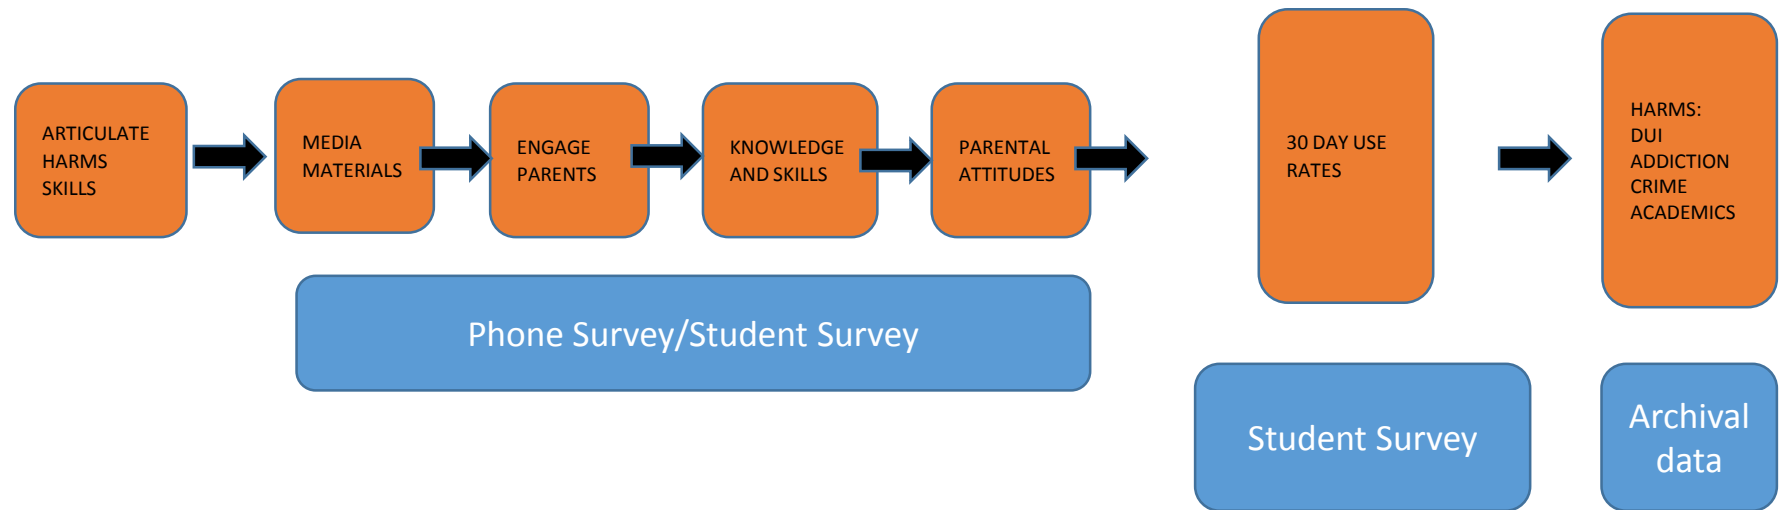 ARTICULATE
HARMS
SKILLS
MEDIA
MATERIALS
ENGAGE
PARENTS
KNOWLEDGE
AND SKILLS
PARENTAL
ATTITUDES
30 DAY USE
RATES
HARMS:
DUI
ADDICTION
CRIME
ACADEMICS
Phone Survey/Student Survey
Student Survey
Archival
data